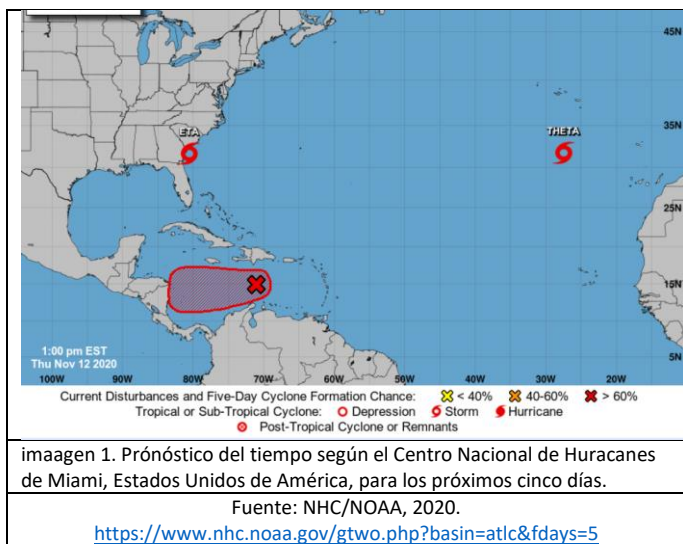 45N
ETA
THETA
35N
25N
15N
1:00 pm EST
Thu Nov 12 2020
5N
100W 90W 80W 70W 60W 50W 40W 30W 20W
Current Disturbances and Five-Day Cyclone Formation Chance: < 40% 40-60% > 60%
Tropical or Sub-Tropical Cyclone: Depression Storm Hurricane
Post-Tropical Cyclone or Remnants
imaagen 1. Prónóstico del tiempo según el Centro Nacional de Huracanes
de Miami, Estados Unidos de América, para los próximos cinco días.
Fuente: NHC/NOAA, 2020.
https://www.nhc.noaa.gov/gtwo.php?basin=atlc&fdays=5